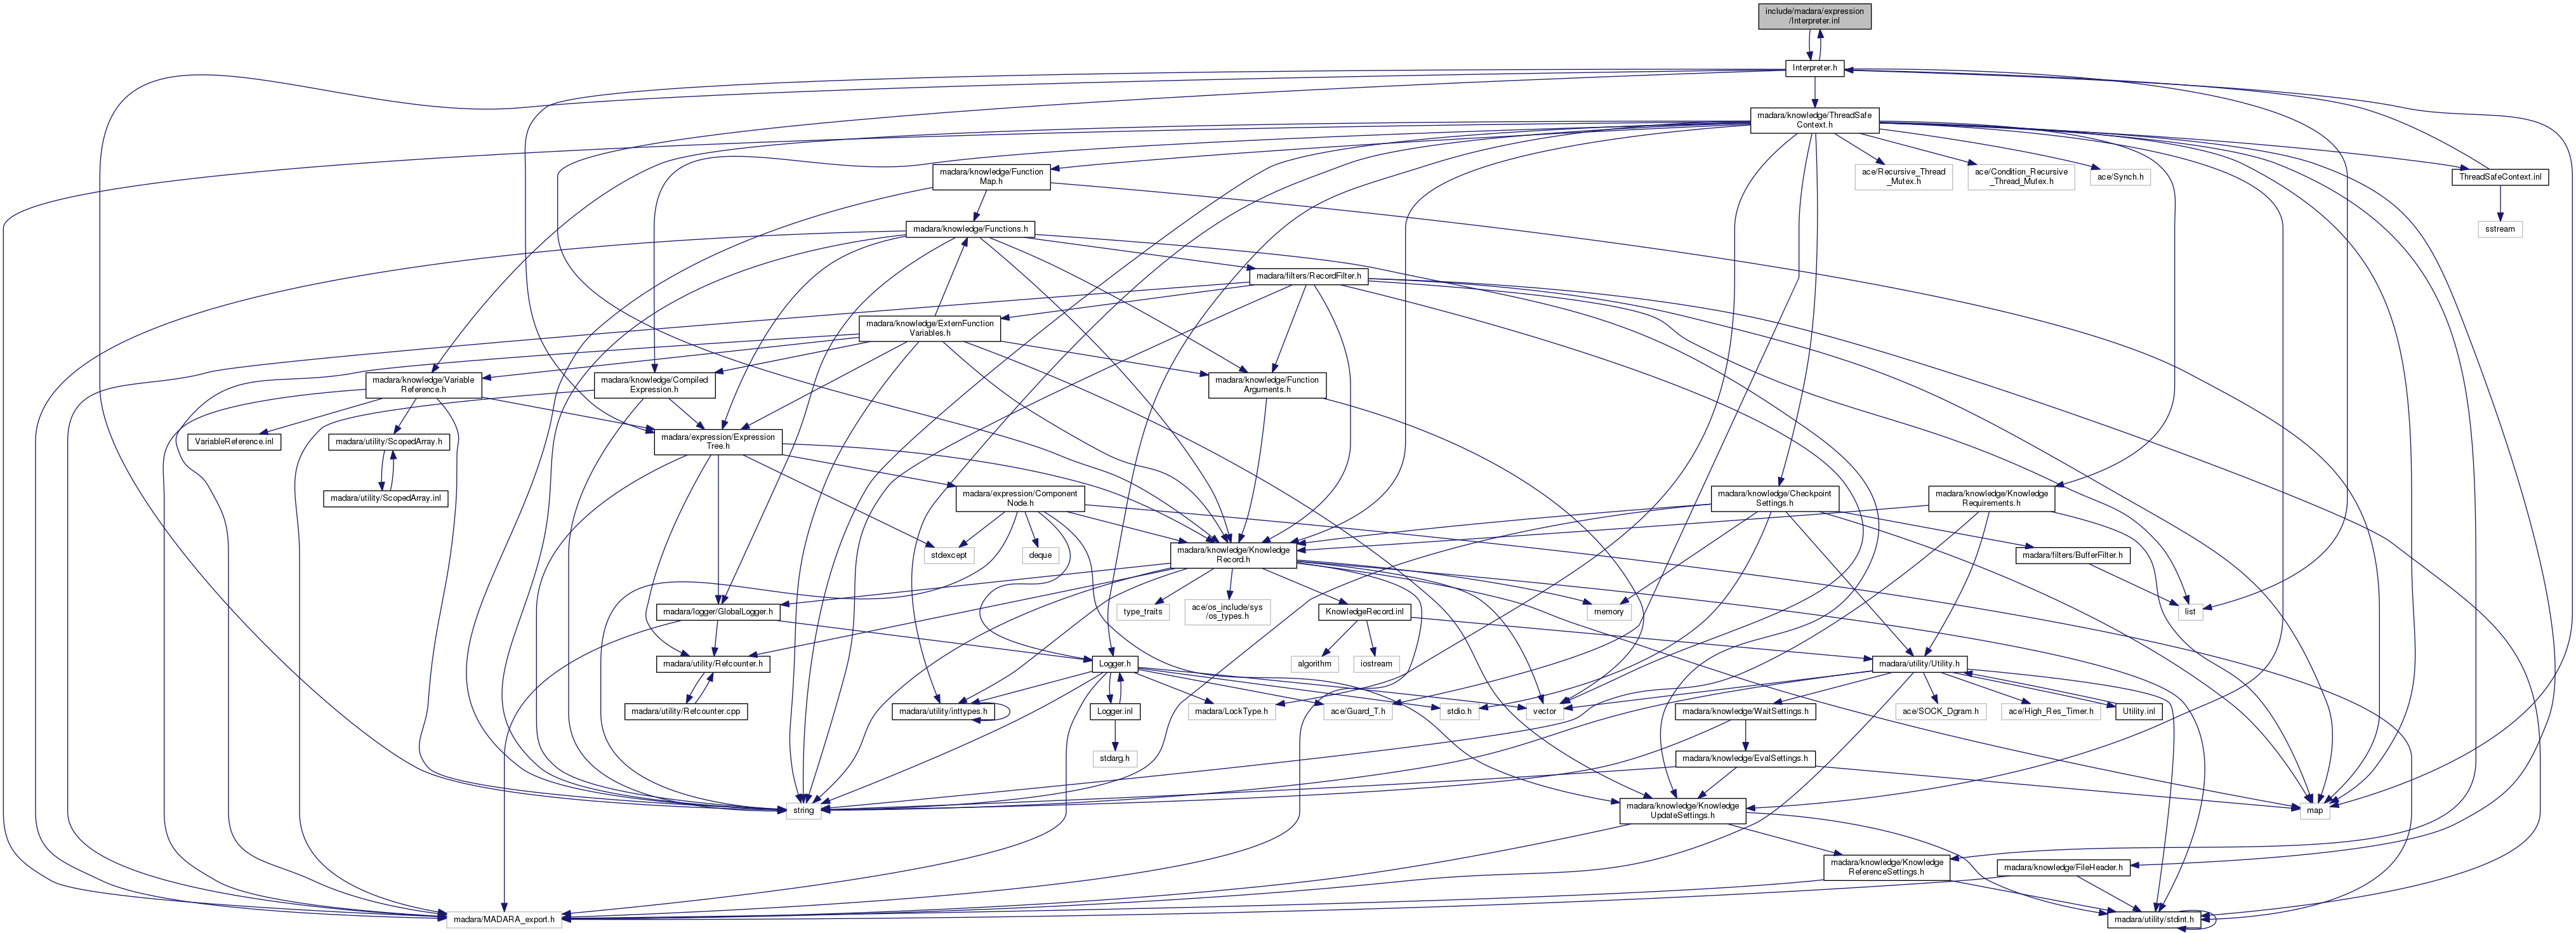 include/madara/expression
/Interpreter.inl
Interpreter.h
madara/knowledge/ThreadSafe
Context.h
madara/knowledge/Function
Map.h
ace/Recursive_Thread
_Mutex.h
ace/Condition_Recursive
_Thread_Mutex.h
ace/Synch.h
ThreadSafeContext.inl
madara/knowledge/Functions.h
sstream
madara/filters/RecordFilter.h
madara/knowledge/ExternFunction
Variables.h
madara/knowledge/Variable
Reference.h
madara/knowledge/Compiled
Expression.h
madara/knowledge/Function
Arguments.h
VariableReference.inl
madara/utility/ScopedArray.h
madara/expression/Expression
Tree.h
madara/utility/ScopedArray.inl
madara/expression/Component
Node.h
madara/knowledge/Checkpoint
Settings.h
madara/knowledge/Knowledge
Requirements.h
stdexcept
deque
madara/knowledge/Knowledge
Record.h
madara/filters/BufferFilter.h
madara/logger/GlobalLogger.h
type_traits
ace/os_include/sys
/os_types.h
KnowledgeRecord.inl
memory
list
madara/utility/Refcounter.h
Logger.h
algorithm
iostream
madara/utility/Utility.h
madara/utility/Refcounter.cpp
madara/utility/inttypes.h
Logger.inl
madara/LockType.h
ace/Guard_T.h
stdio.h
vector
madara/knowledge/WaitSettings.h
ace/SOCK_Dgram.h
ace/High_Res_Timer.h
Utility.inl
stdarg.h
madara/knowledge/EvalSettings.h
string
madara/knowledge/Knowledge
UpdateSettings.h
map
madara/knowledge/Knowledge
ReferenceSettings.h
madara/knowledge/FileHeader.h
madara/MADARA_export.h
madara/utility/stdint.h